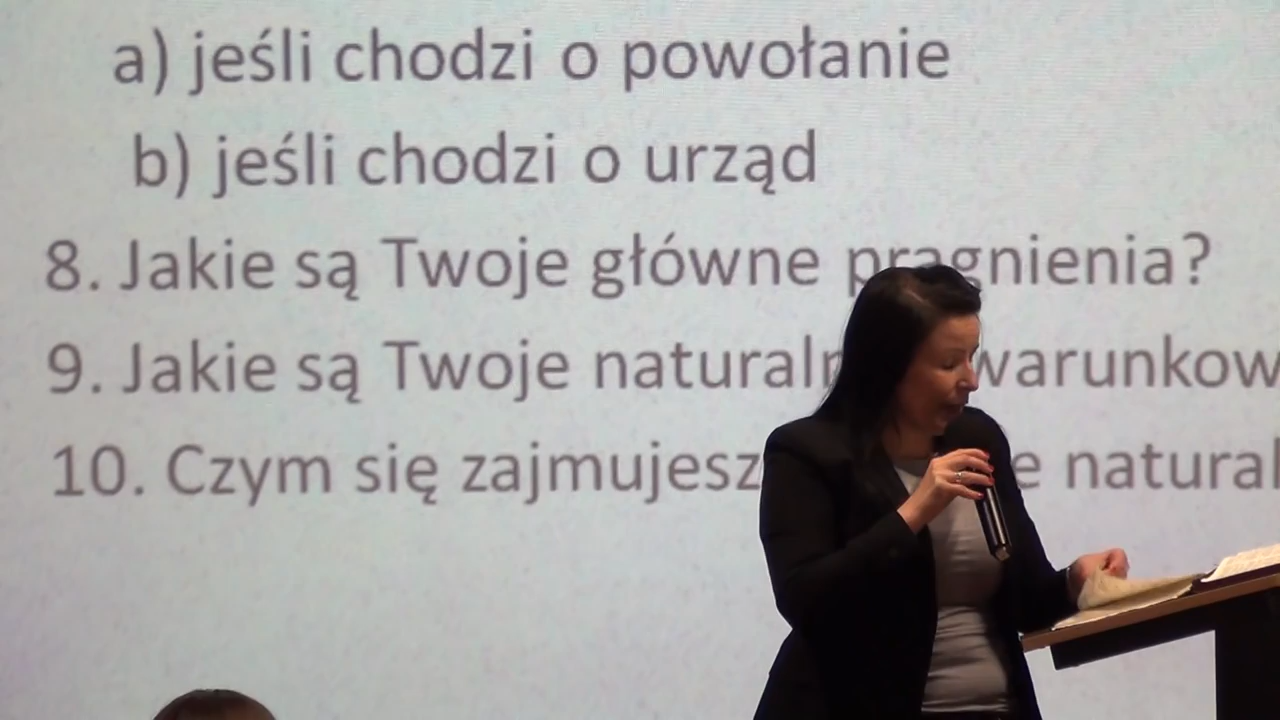 a) jeśli chodzi o powołanie
b) jeśli chodzi o urząd
8. Jakie są Twoje główne pragnienia?
9. Jakie są Twoje
10. Czym się zajmujesz